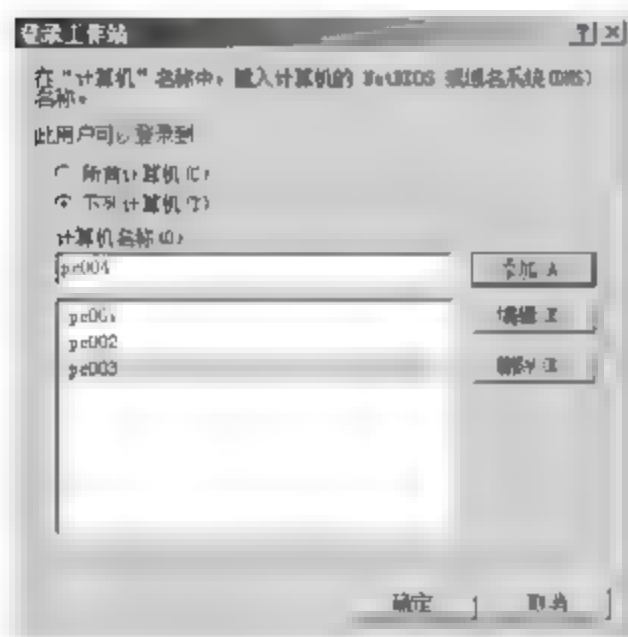 登录工作站
在“计算机”名称中,键入计算机的 NetBIOS 或域名系统(DNS)
名称。
此用户可以登录到
所有计算机(C)
下列计算机(T)
计算机名称(O)
pc004
添加 A
pc001
编辑 E
pc002
pc003
删除 R
确定
取消